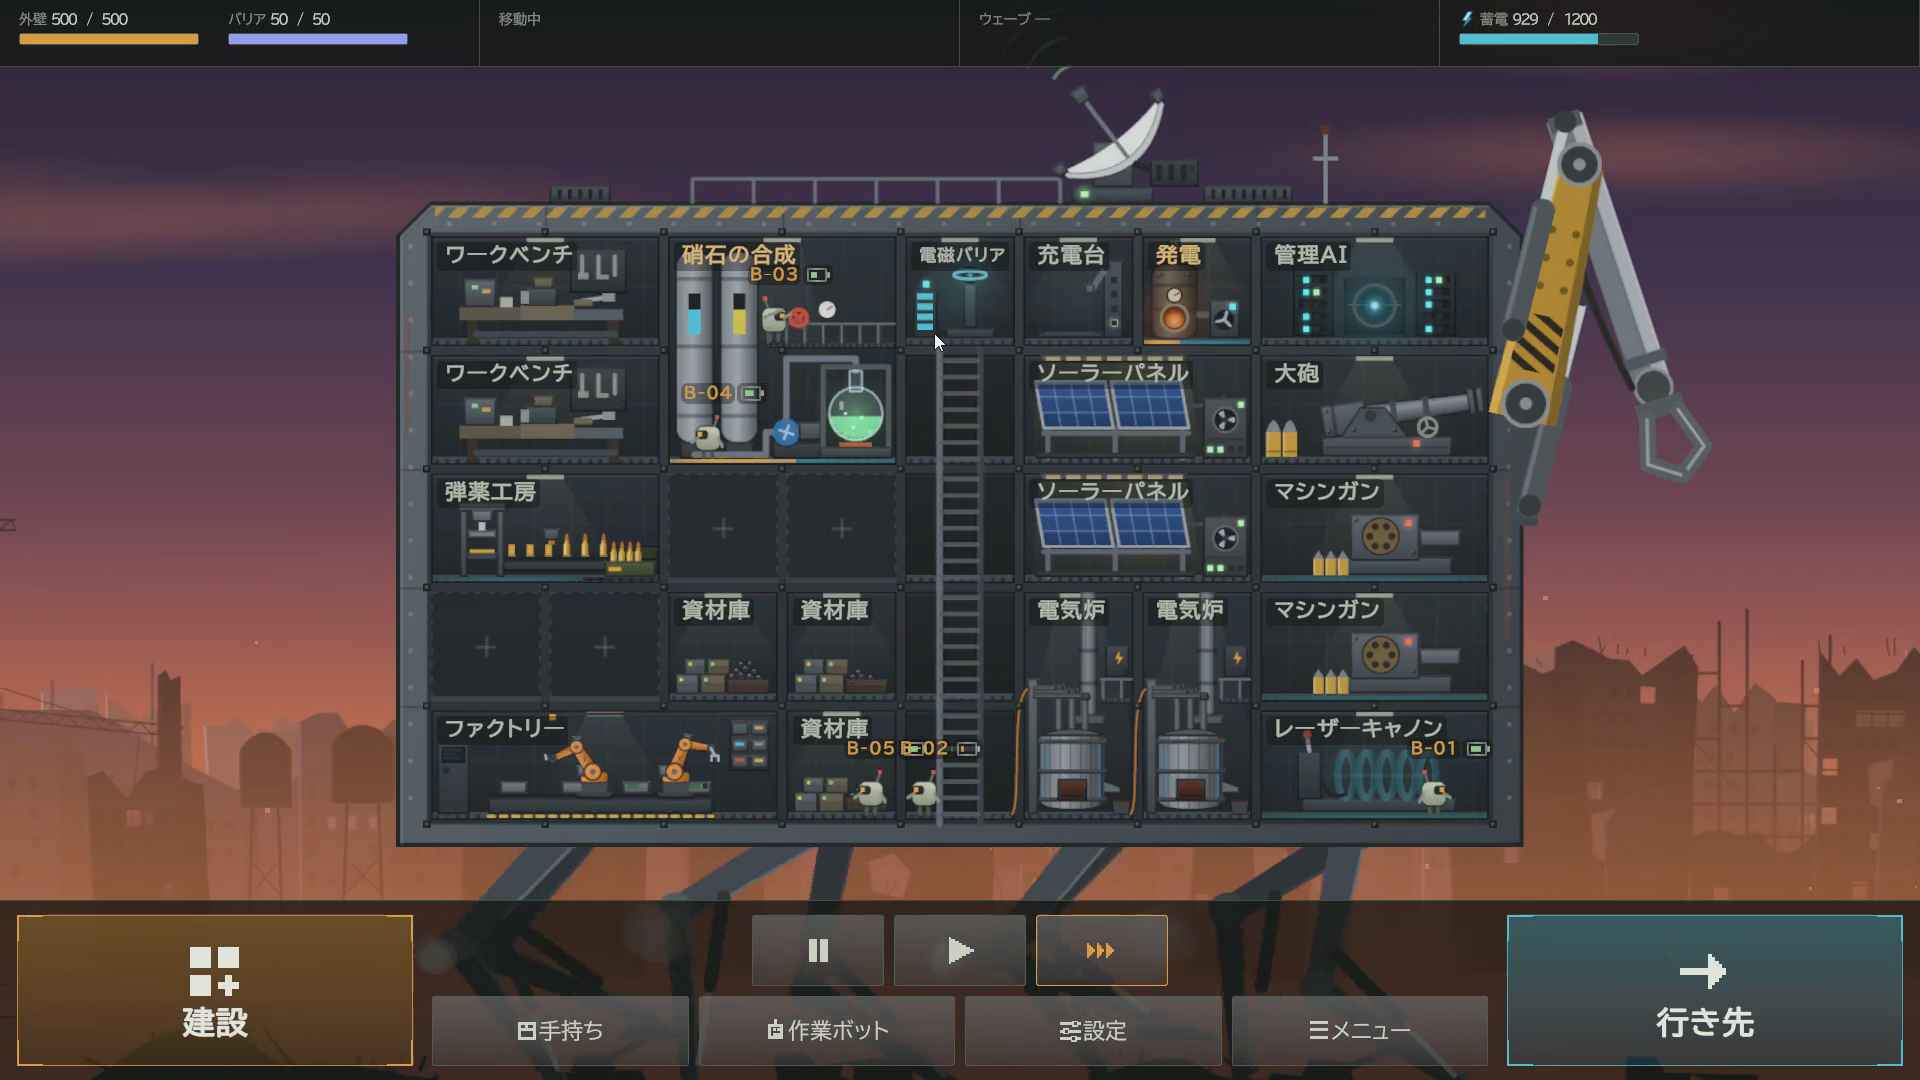 外壁 500 / 500
バリア 50 / 50
移動中
ウェーブ 一
蓄電 929 / 1200
ワークベンチ
硝石の合成
B-03
電磁バリア
充電台
発電
管理AI
ワークベンチ
B-04
ソーラーパネル
大砲
弾薬工房
ソーラーパネル
マシンガン
資材庫
資材庫
電気炉
電気炉
マシンガン
ファクトリー
資材庫
B-05
B-02
レーザーキャノン
B-01
建設
手持ち
作業ボット
設定
メニュー
行き先